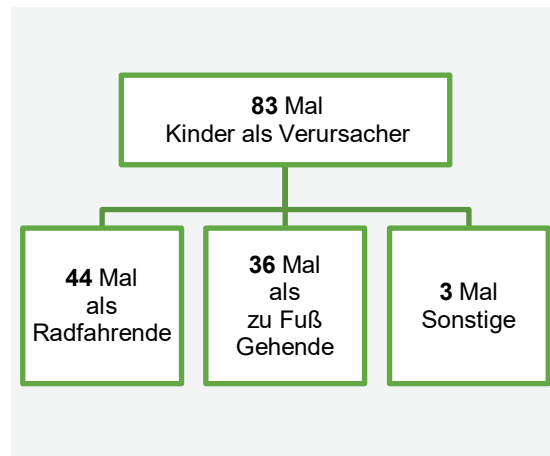 83 Mal
Kinder als Verursacher
44 Mal
als
Radfahrende
36 Mal
als
zu Fuß
Gehende
3 Mal
Sonstige